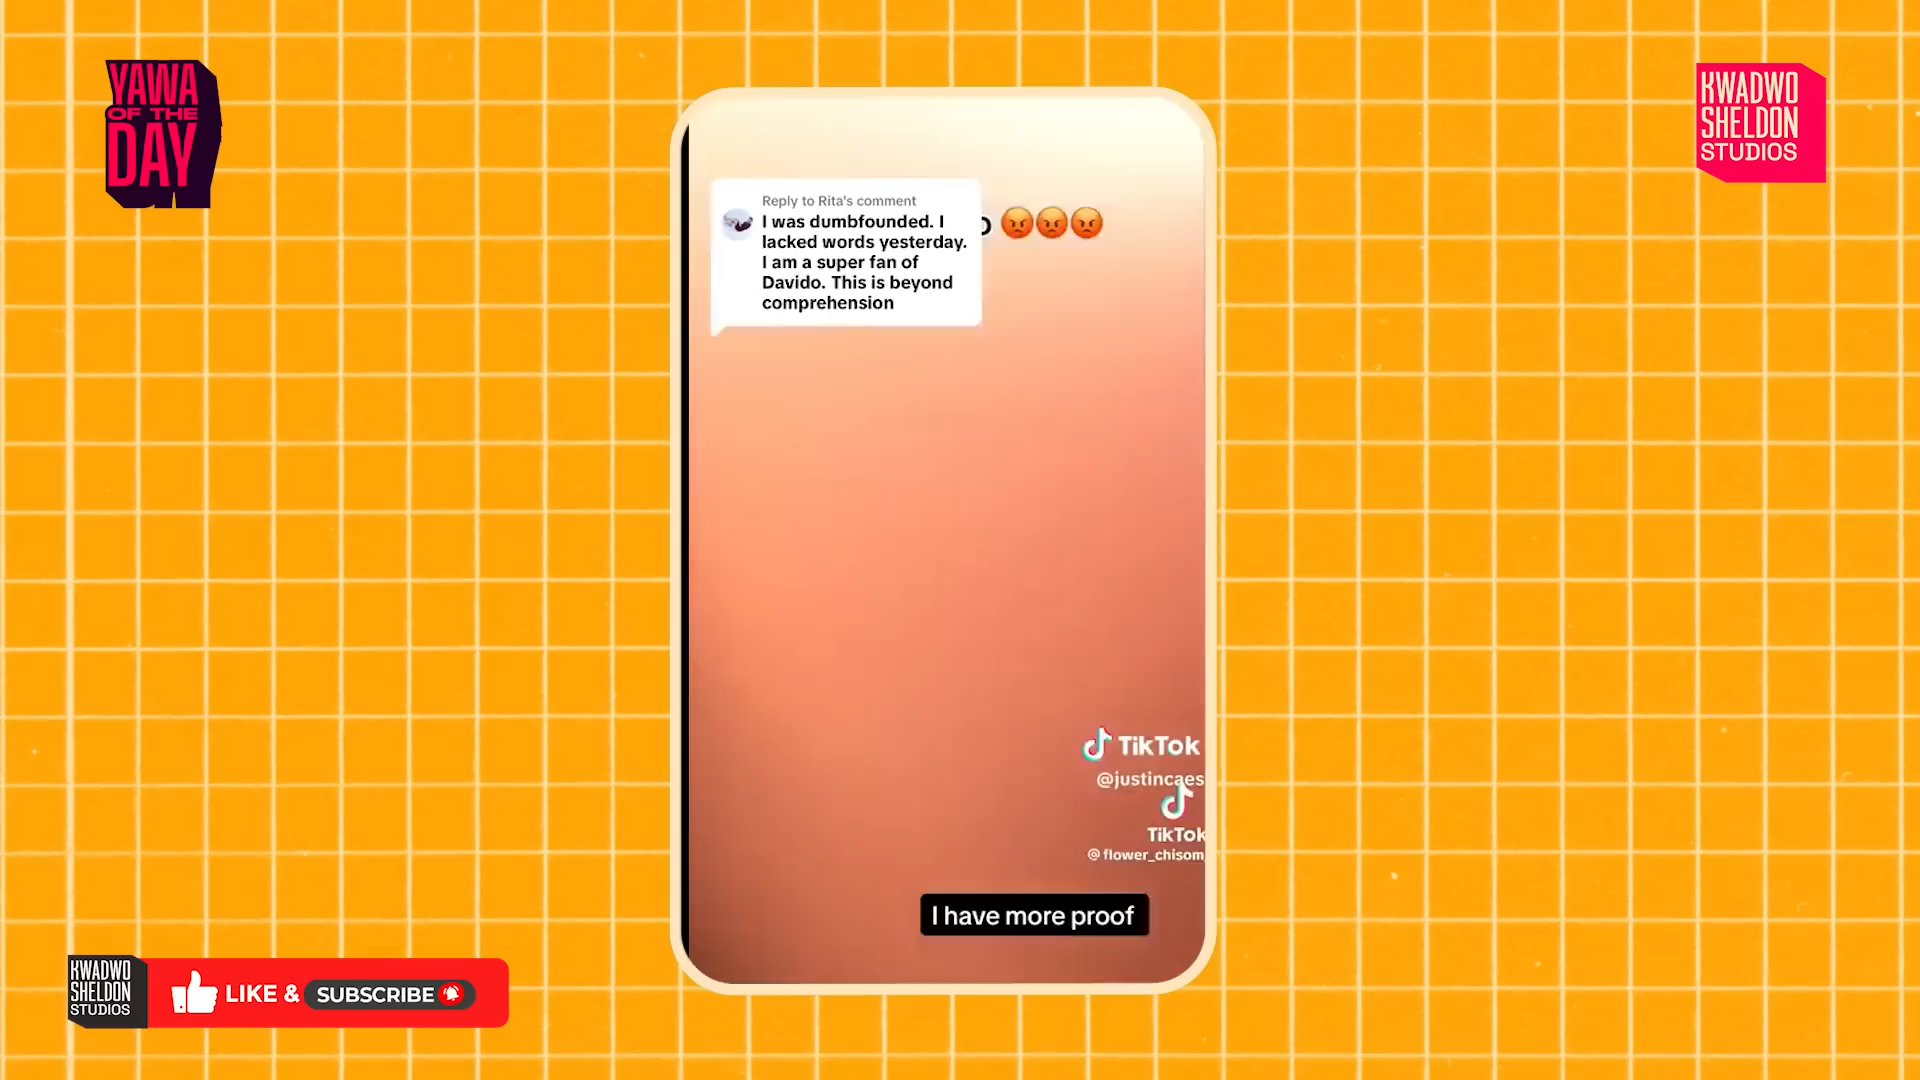 YAWA
OF THE
DAY
KWADWO
SHELDON
STUDIOS
Reply to Rita's comment
I was dumbfounded. I
lacked words yesterday.
I am a super fan of
Davido. This is beyond
comprehension
o 😡😡😡
TikTok
@justincaes
TikTok
@flower_chisom_
I have more proof
KWADWO
SHELDON
STUDIOS
LIKE & SUBSCRIBE